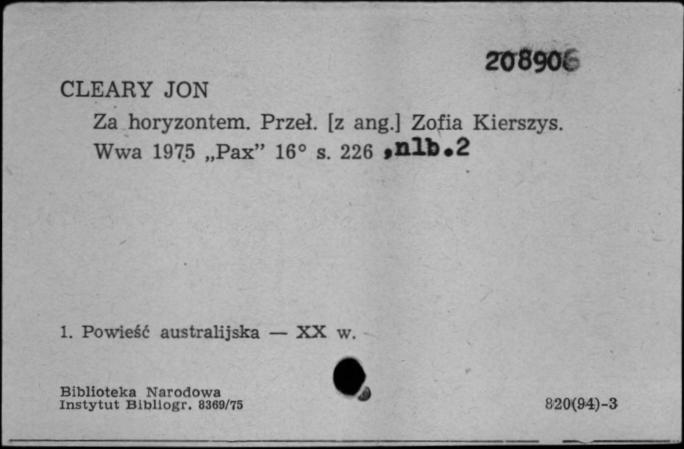 208906
CLEARY JON
Za horyzontem. Przeł. [z ang.] Zofia Kierszys.
Wwa 1975 „Pax” 16° s. 226 ,nlb.2
1. Powieść australijska — XX w.
Biblioteka Narodowa
Instytut Bibliogr. 8369/75
820(94)-3